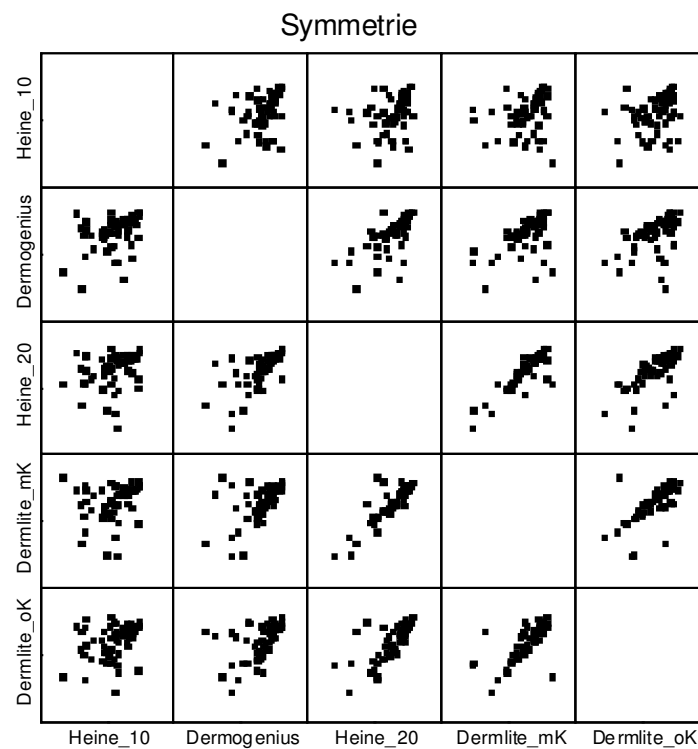 Symmetrie
Heine_10
Dermogenius
Heine_20
Dermlite_mK
Dermlite_oK
Heine_10 Dermogenius Heine_20 Dermlite_mK Dermlite_oK